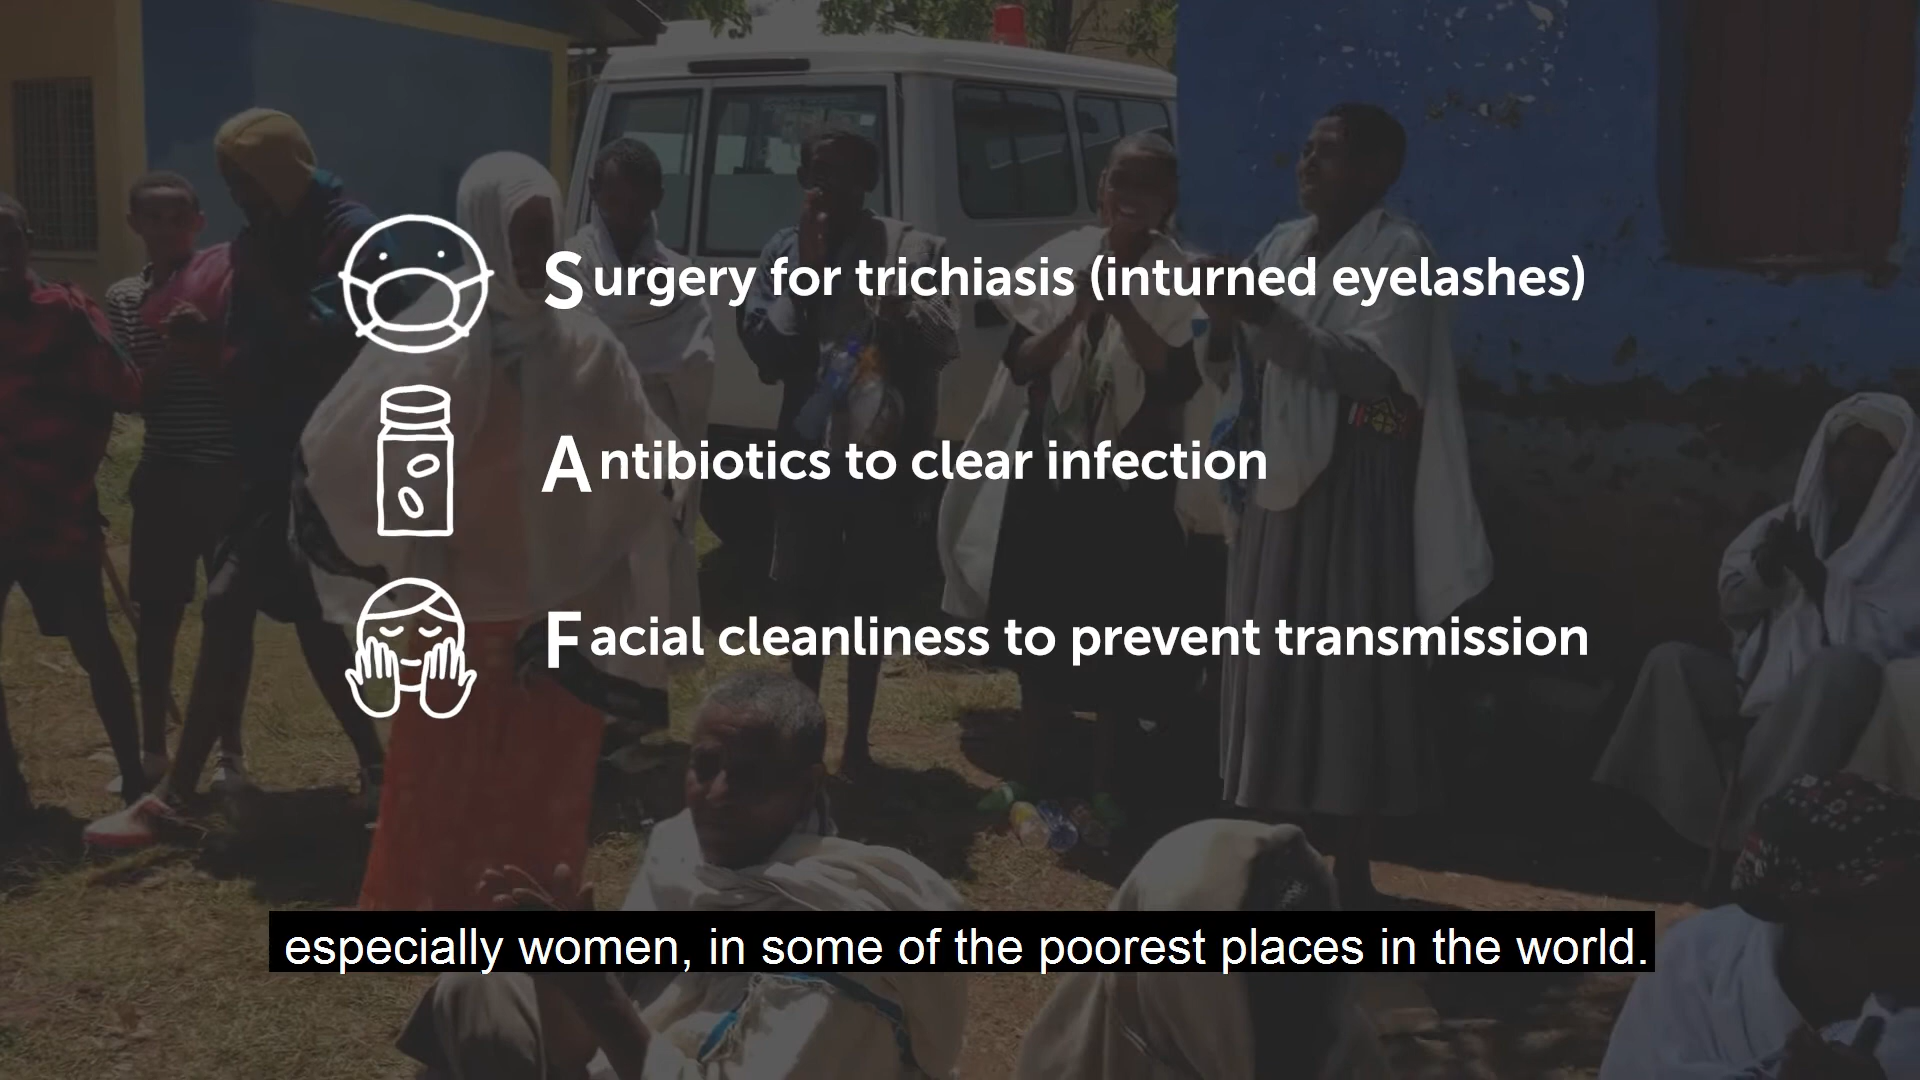 Surgery for trichiasis (inturned eyelashes)
Antibiotics to clear infection
Facial cleanliness to prevent transmission
especially women, in some of the poorest places in the world.